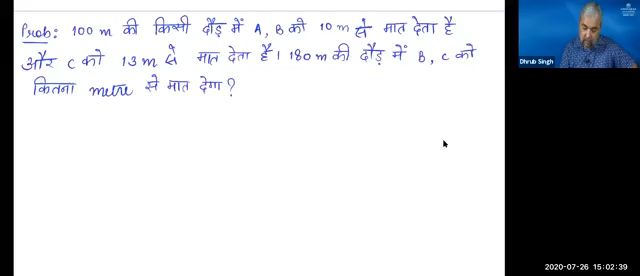 Prob: 100 m की किसी दौड़ में A, B को 10 m से मात देता है
और C को 13 m से मात देता है। 180 m की दौड़ में B, C को
कितना metre से मात देगा?
Dhrub Singh
2020-07-26 15:02:39